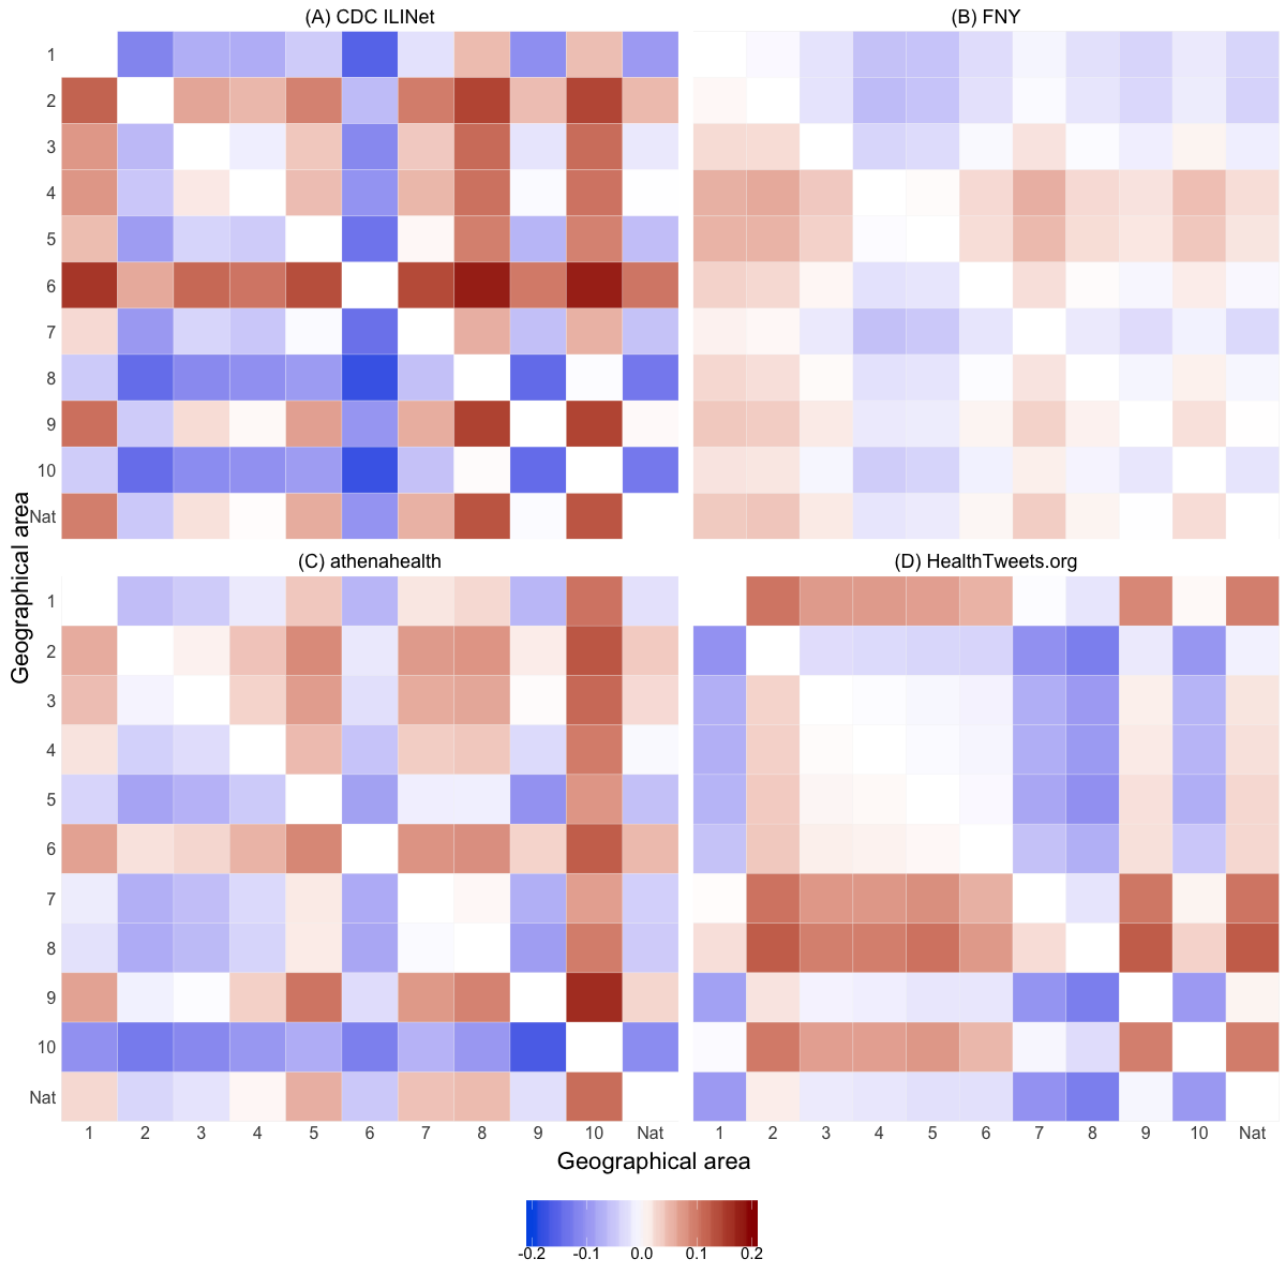 (A) CDC ILINet
(B) FNY
1
2
3
4
5
6
7
8
9
10
Nat
Geographical area
(C) athenahealth
(D) HealthTweets.org
1
2
3
4
5
6
7
8
9
10
Nat
1 2 3 4 5 6 7 8 9 10 Nat
1 2 3 4 5 6 7 8 9 10 Nat
Geographical area
-0.2 -0.1 0.0 0.1 0.2